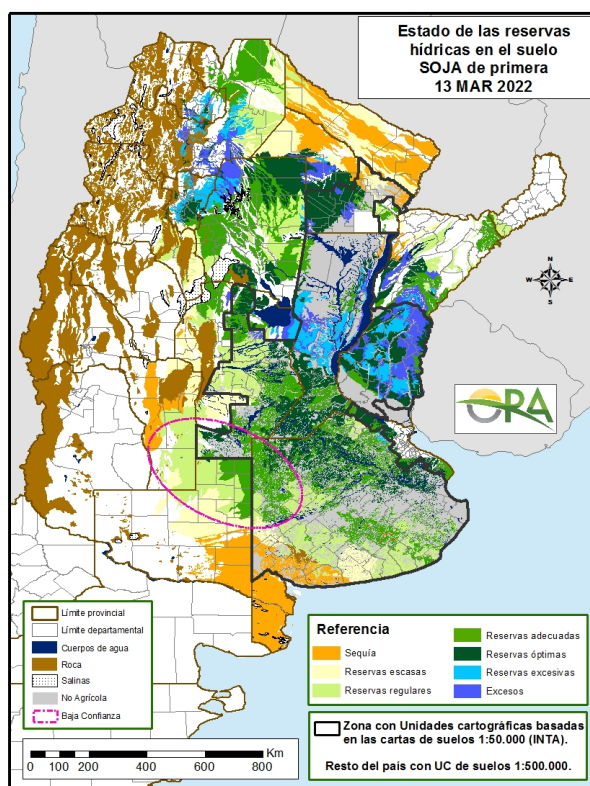 Estado de las reservas
hídricas en el suelo
SOJA de primera
13 MAR 2022
N
W
E
S
ORA
Límite provincial
Límite departamental
Cuerpos de agua
Roca
Salinas
No Agrícola
Baja Confianza
Referencia
Sequía
Reservas escasas
Reservas regulares
Reservas adecuadas
Reservas óptimas
Reservas excesivas
Excesos
Zona con Unidades cartográficas basadas
en las cartas de suelos 1:50.000 (INTA).
Resto del país con UC de suelos 1:500.000.
0 100 200 400 600 800 Km